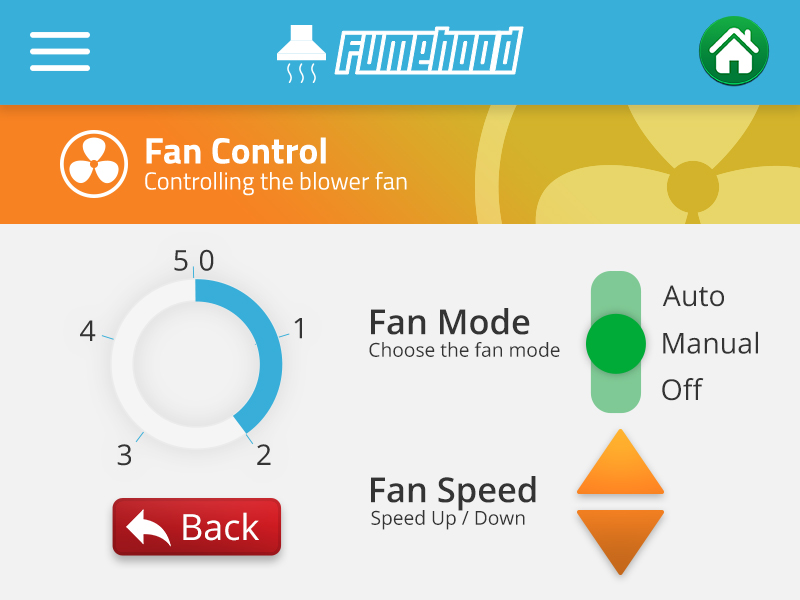 Fumehood
Fan Control
Controlling the blower fan
5 0
4
1
3
2
Back
Fan Mode
Choose the fan mode
Auto
Manual
Off
Fan Speed
Speed Up / Down